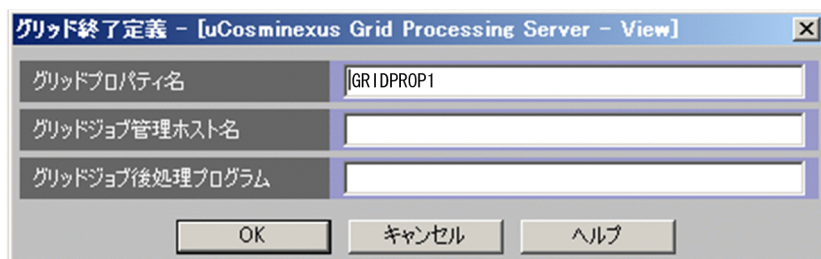 グリッド終了定義 - [uCosminexus Grid Processing Server - View]
グリッドプロパティ名 GRIDPROP1
グリッドジョブ管理ホスト名
グリッドジョブ後処理プログラム
OK キャンセル ヘルプ